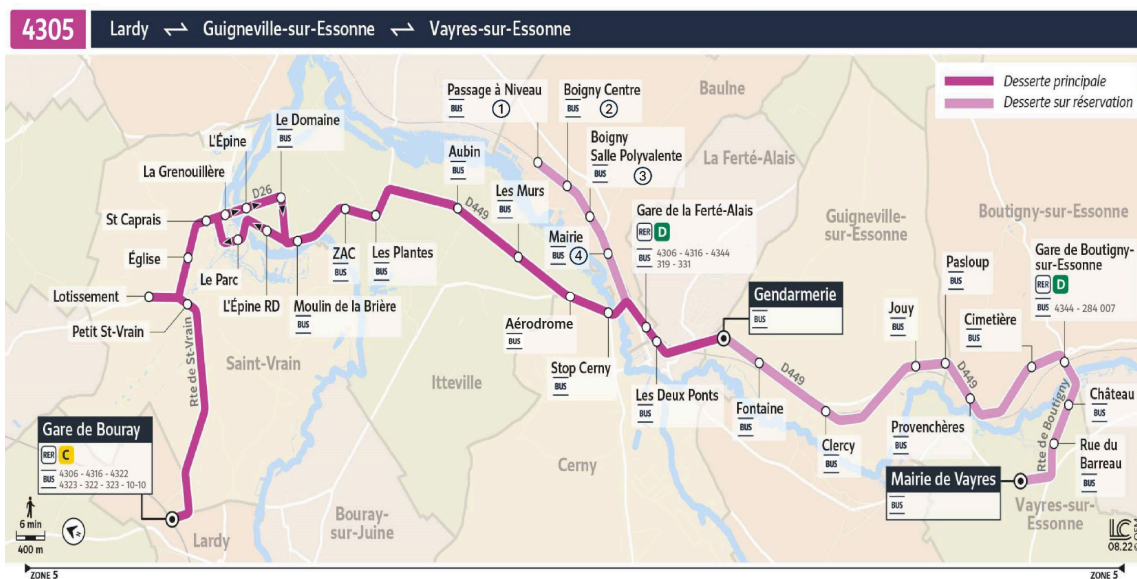 4305 Lardy ⇌ Guigneville-sur-Essonne ⇌ Vayres-sur-Essonne
Desserte principale
Desserte sur réservation
Passage à Niveau
BUS 1
Boigny Centre
BUS 2
Boigny
Salle Polyvalente
BUS 3
Mairie
BUS 4
Baulne
La Ferté-Alais
Guigneville-
sur-Essonne
Boutigny-sur-Essonne
Le Domaine
BUS
L'Épine
La Grenouillère
D26
St Caprais
Église
Lotissement
Petit St-Vrain
Le Parc
L'Épine RD
Moulin de la Brière
BUS
ZAC
BUS
Les Plantes
BUS
Aubin
BUS
D449
Les Murs
BUS
Aérodrome
BUS
Stop Cerny
BUS
Gare de la Ferté-Alais
RER D
BUS 4306 - 4316 - 4344
319 - 331
Les Deux Ponts
BUS
Gendarmerie
BUS
Fontaine
BUS
D449
Clercy
BUS
Jouy
BUS
Pasloup
BUS
D449
Provenchères
BUS
Cimetière
BUS
Gare de Boutigny-
sur-Essonne
RER D
BUS 4344 - 284 007
Château
BUS
Rte de Boutigny
Rue du
Barreau
BUS
Mairie de Vayres
BUS
Vayres-sur-
Essonne
Saint-Vrain
Rte de St-Vrain
Itteville
Cerny
Bouray-
sur-Juine
Lardy
Gare de Bouray
RER C
BUS 4306 - 4316 - 4322
4323 - 322 - 323 - 10-10
6 min
400 m
N
LC
08.22
ZONE 5
ZONE 5